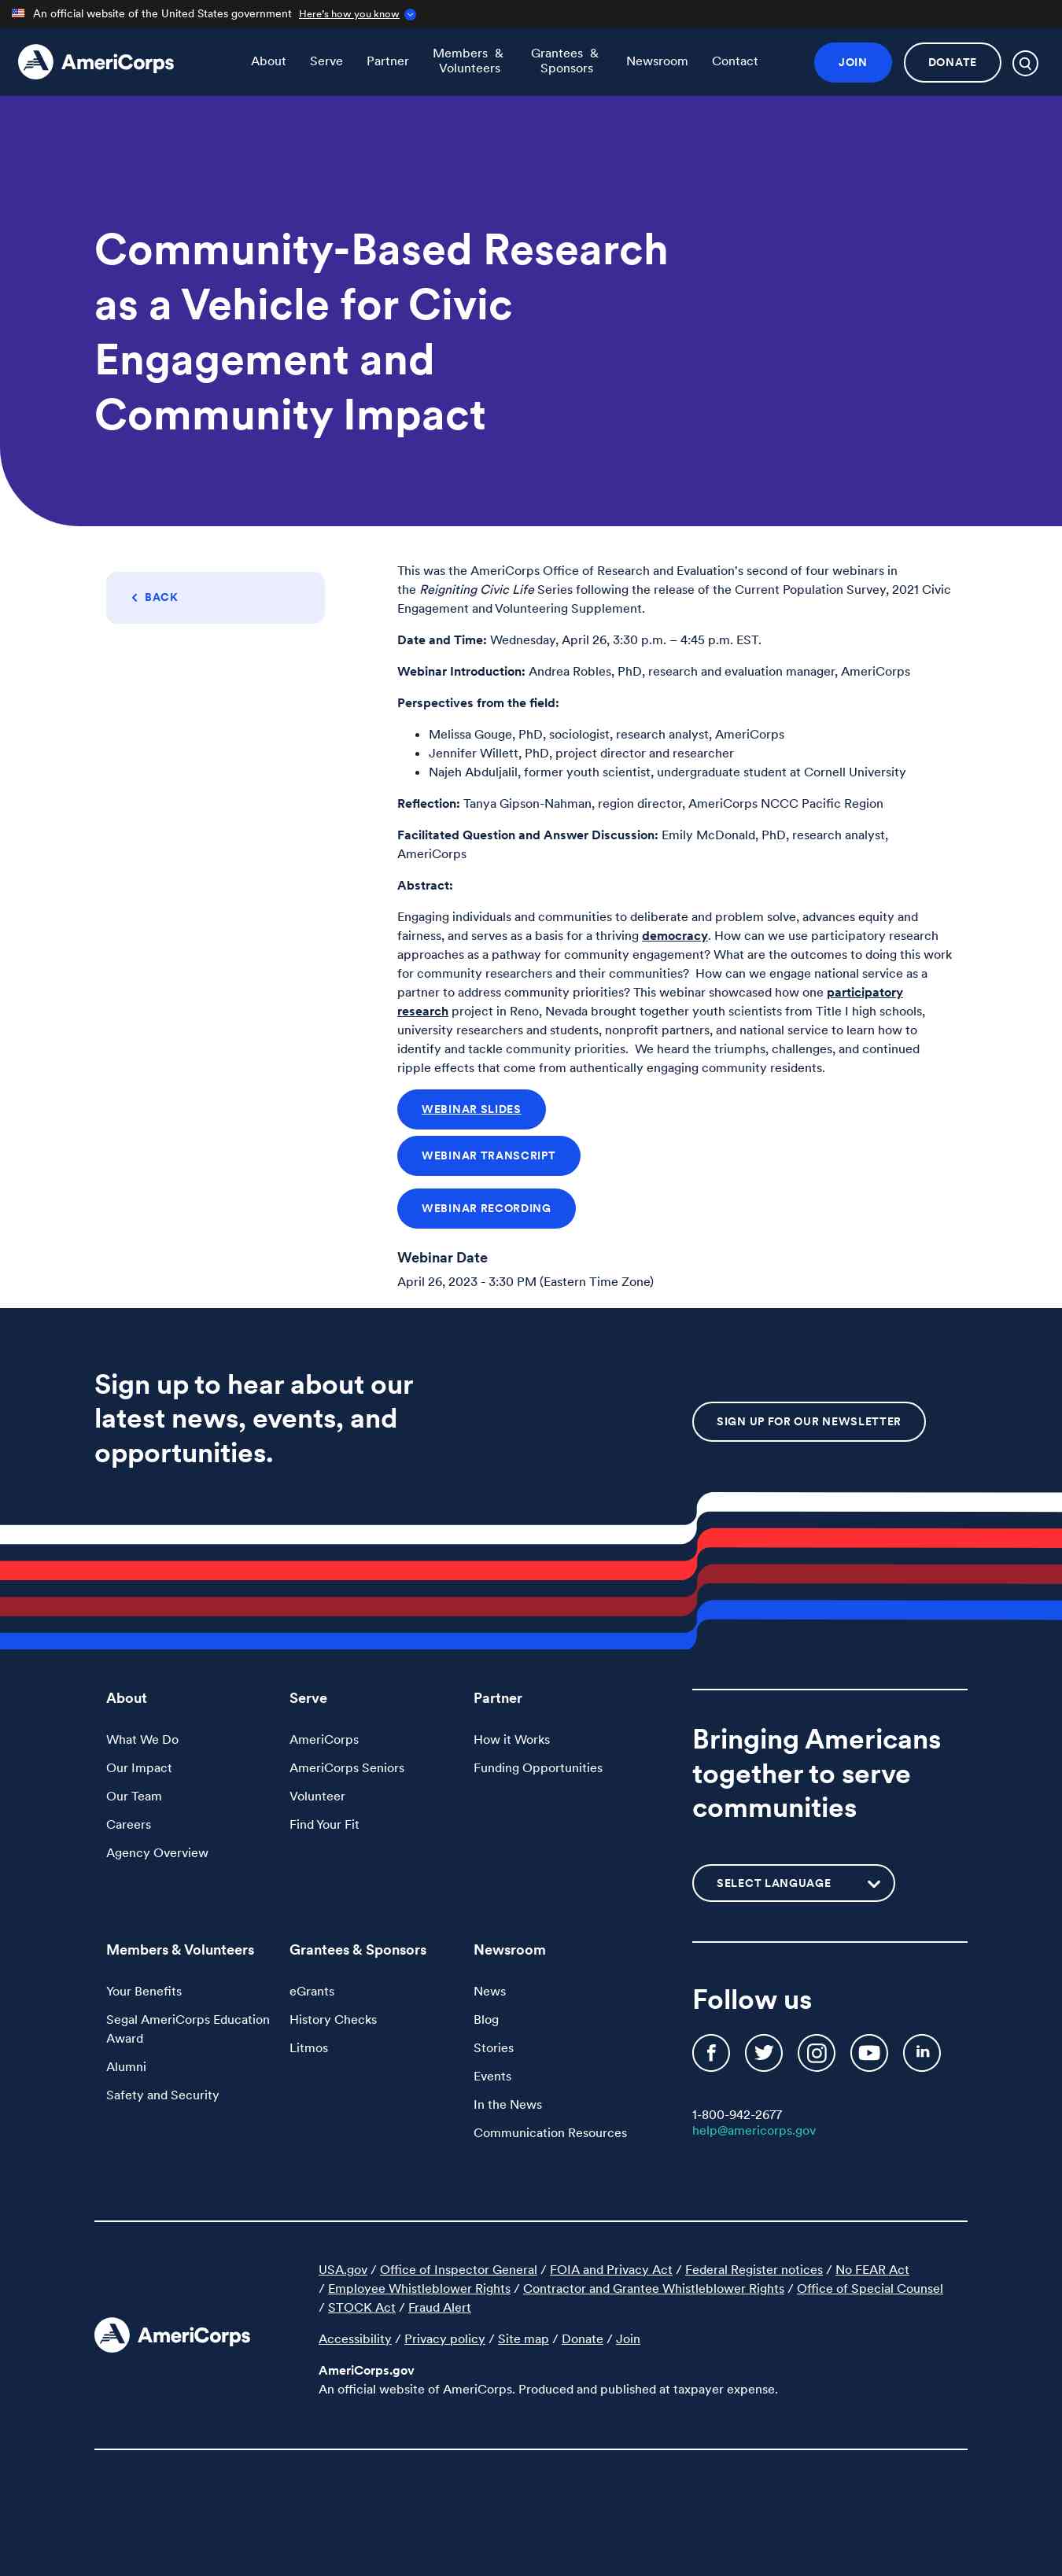 An official website of the United States government Here's how you know
AmeriCorps
About Serve Partner Members & Volunteers Grantees & Sponsors Newsroom Contact
JOIN DONATE
Community-Based Research
as a Vehicle for Civic
Engagement and
Community Impact
BACK
This was the AmeriCorps Office of Research and Evaluation's second of four webinars in
the Reigniting Civic Life Series following the release of the Current Population Survey, 2021 Civic
Engagement and Volunteering Supplement.
Date and Time: Wednesday, April 26, 3:30 p.m. – 4:45 p.m. EST.
Webinar Introduction: Andrea Robles, PhD, research and evaluation manager, AmeriCorps
Perspectives from the field:
• Melissa Gouge, PhD, sociologist, research analyst, AmeriCorps
• Jennifer Willett, PhD, project director and researcher
• Najeh Abduljalil, former youth scientist, undergraduate student at Cornell University
Reflection: Tanya Gipson-Nahman, region director, AmeriCorps NCCC Pacific Region
Facilitated Question and Answer Discussion: Emily McDonald, PhD, research analyst,
AmeriCorps
Abstract:
Engaging individuals and communities to deliberate and problem solve, advances equity and
fairness, and serves as a basis for a thriving democracy. How can we use participatory research
approaches as a pathway for community engagement? What are the outcomes to doing this work
for community researchers and their communities? How can we engage national service as a
partner to address community priorities? This webinar showcased how one participatory
research project in Reno, Nevada brought together youth scientists from Title I high schools,
university researchers and students, nonprofit partners, and national service to learn how to
identify and tackle community priorities. We heard the triumphs, challenges, and continued
ripple effects that come from authentically engaging community residents.
WEBINAR SLIDES
WEBINAR TRANSCRIPT
WEBINAR RECORDING
Webinar Date
April 26, 2023 - 3:30 PM (Eastern Time Zone)
Sign up to hear about our
latest news, events, and
opportunities.
SIGN UP FOR OUR NEWSLETTER
About
What We Do
Our Impact
Our Team
Careers
Agency Overview
Serve
AmeriCorps
AmeriCorps Seniors
Volunteer
Find Your Fit
Partner
How it Works
Funding Opportunities
Bringing Americans
together to serve
communities
SELECT LANGUAGE
Members & Volunteers
Your Benefits
Segal AmeriCorps Education
Award
Alumni
Safety and Security
Grantees & Sponsors
eGrants
History Checks
Litmos
Newsroom
News
Blog
Stories
Events
In the News
Communication Resources
Follow us
1-800-942-2677
help@americorps.gov
AmeriCorps
USA.gov / Office of Inspector General / FOIA and Privacy Act / Federal Register notices / No FEAR Act
/ Employee Whistleblower Rights / Contractor and Grantee Whistleblower Rights / Office of Special Counsel
/ STOCK Act / Fraud Alert
Accessibility / Privacy policy / Site map / Donate / Join
AmeriCorps.gov
An official website of AmeriCorps. Produced and published at taxpayer expense.